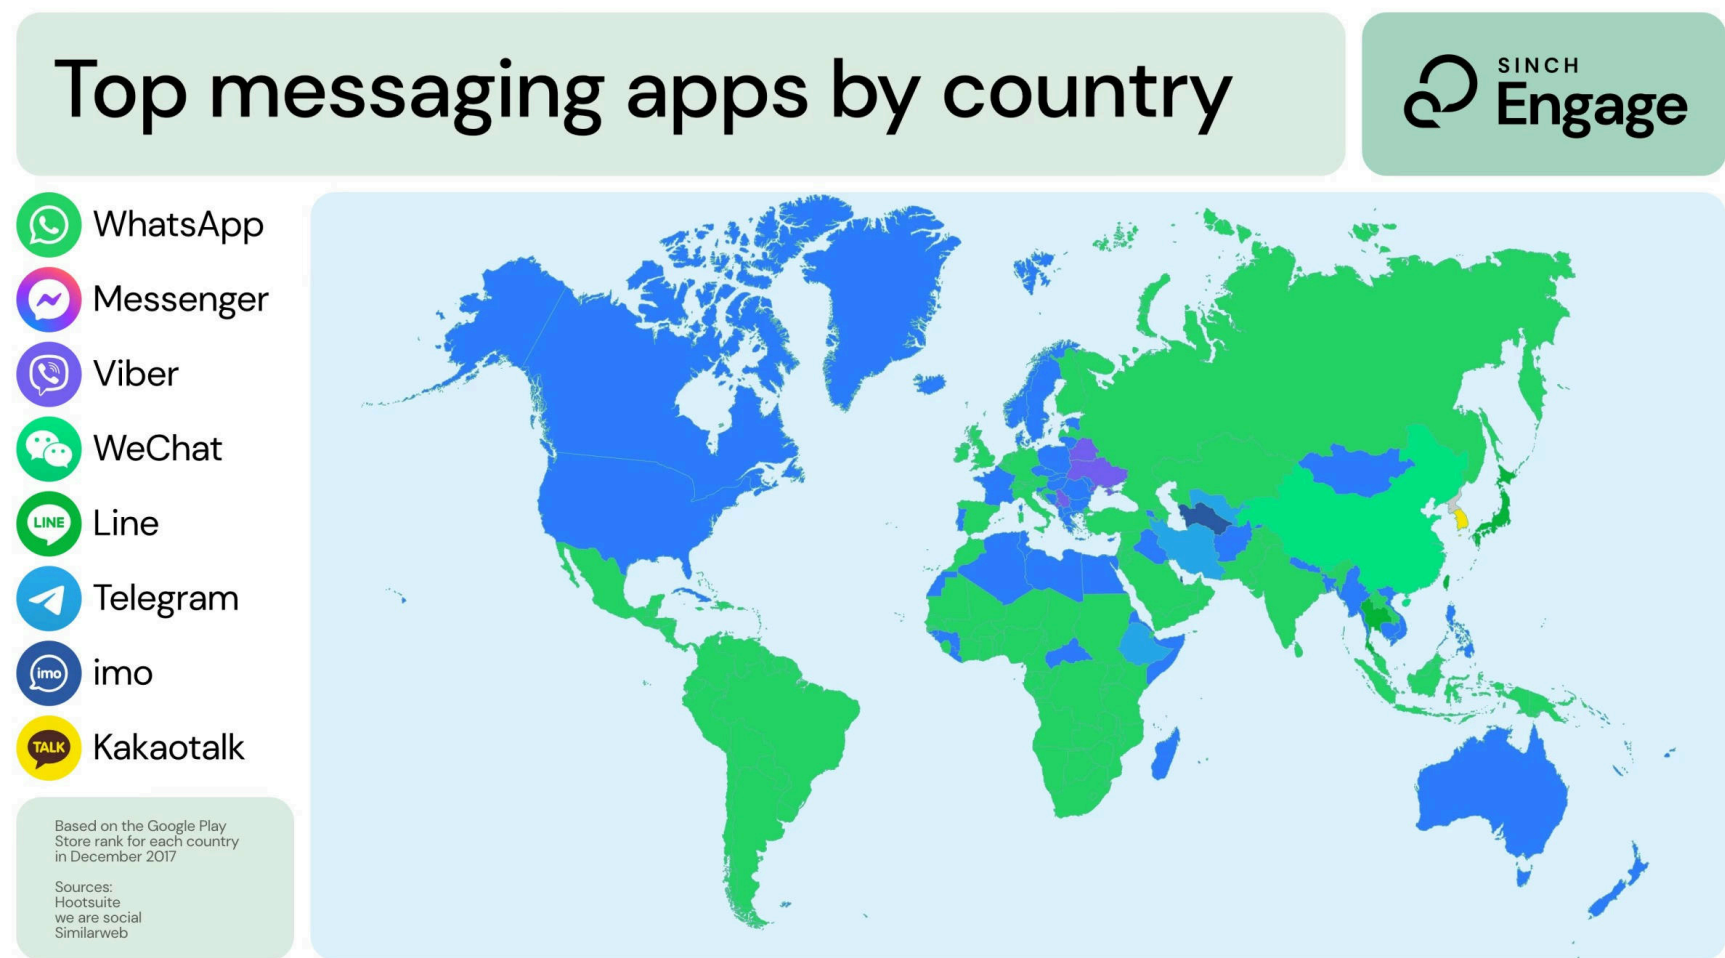 Top messaging apps by country
SINCH
Engage
WhatsApp
Messenger
Viber
WeChat
LINE
Line
Telegram
imo
imo
TALK
Kakaotalk
Based on the Google Play
Store rank for each country
in December 2017
Sources:
Hootsuite
we are social
Similarweb